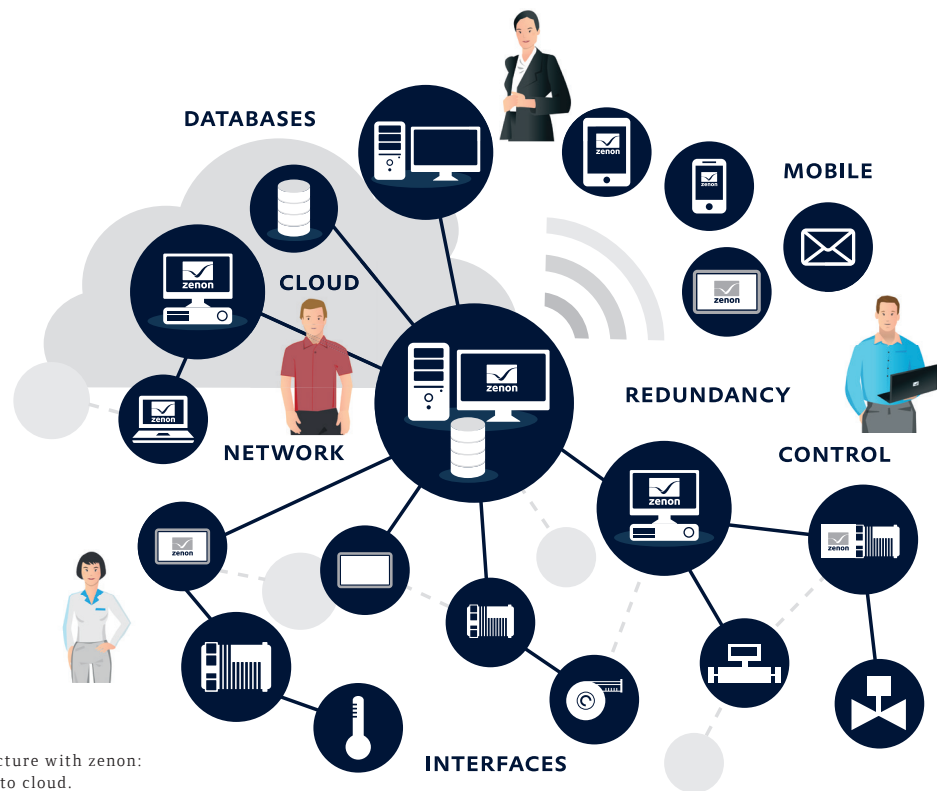 DATABASES
zenon
zenon
MOBILE
zenon
CLOUD
zenon
zenon
REDUNDANCY
zenon
NETWORK
CONTROL
zenon
zenon
zenon
INTERFACES
cture with zenon:
to cloud.